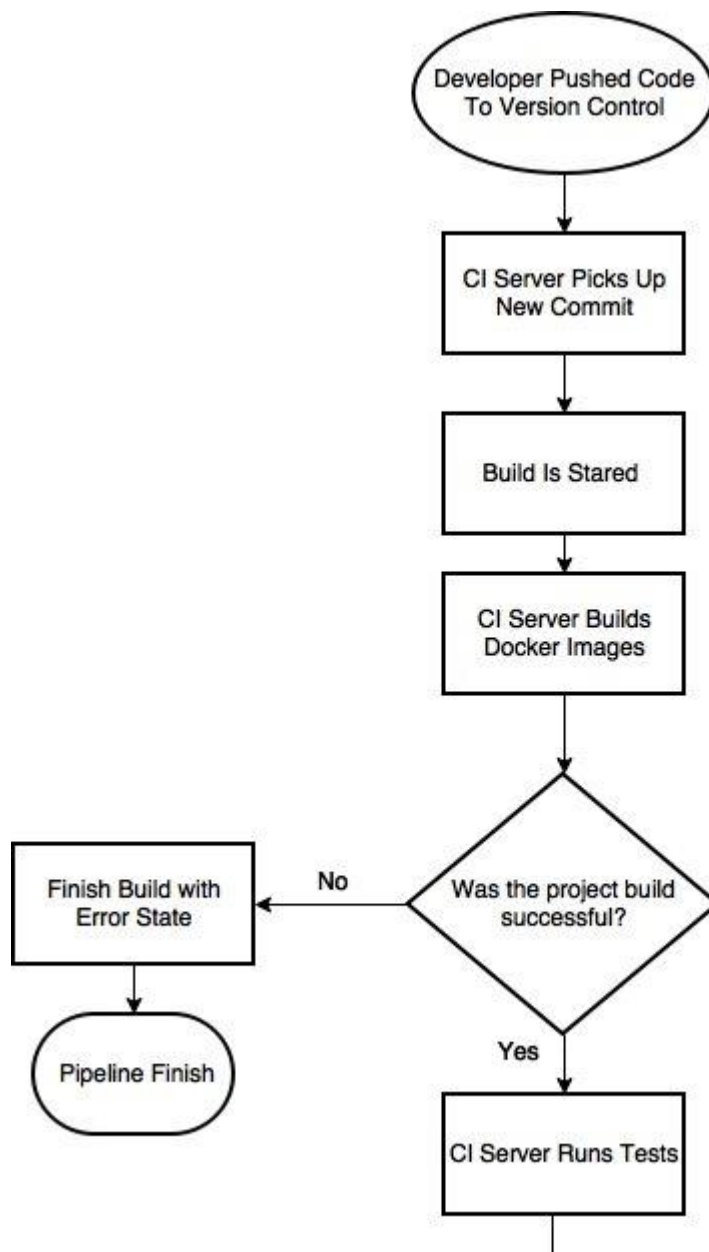 Developer Pushed Code
To Version Control
CI Server Picks Up
New Commit
Build Is Stared
CI Server Builds
Docker Images
Was the project build
successful?
No
Finish Build with
Error State
Pipeline Finish
Yes
CI Server Runs Tests